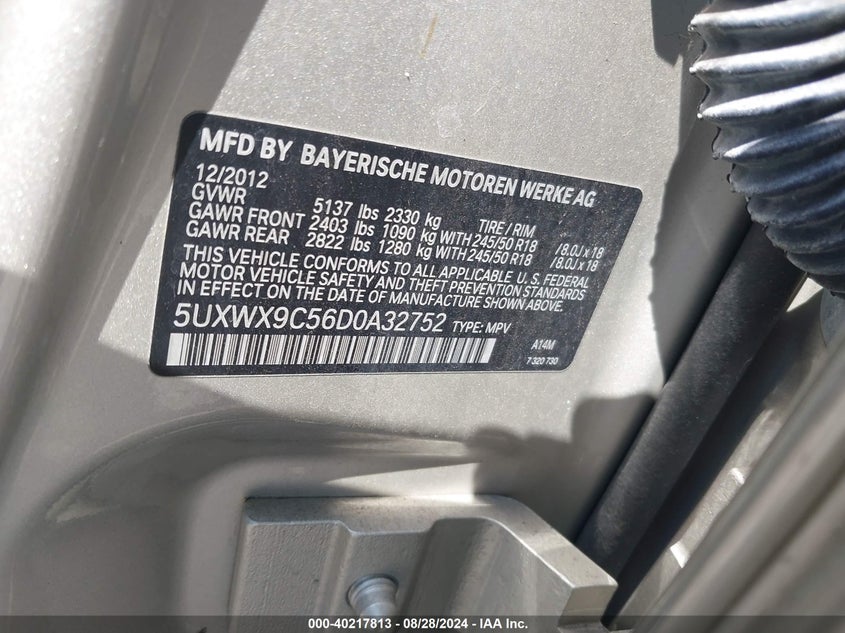 MFD BY BAYERISCHE MOTOREN WERKE AG
12/2012
GVWR 5137 lbs 2330 kg TIRE / RIM
GAWR FRONT 2403 lbs 1090 kg WITH 245/50 R18 /8.0J x 18
GAWR REAR 2822 lbs 1280 kg WITH 245/50 R18 /8.0J x 18
THIS VEHICLE CONFORMS TO ALL APPLICABLE U. S. FEDERAL
MOTOR VEHICLE SAFETY AND THEFT PREVENTION STANDARDS
IN EFFECT ON THE DATE OF MANUFACTURE SHOWN ABOVE.
5UXWX9C56D0A32752 TYPE: MPV
A14M
7 320 730
000-40217813 - 08/28/2024 - IAA Inc.